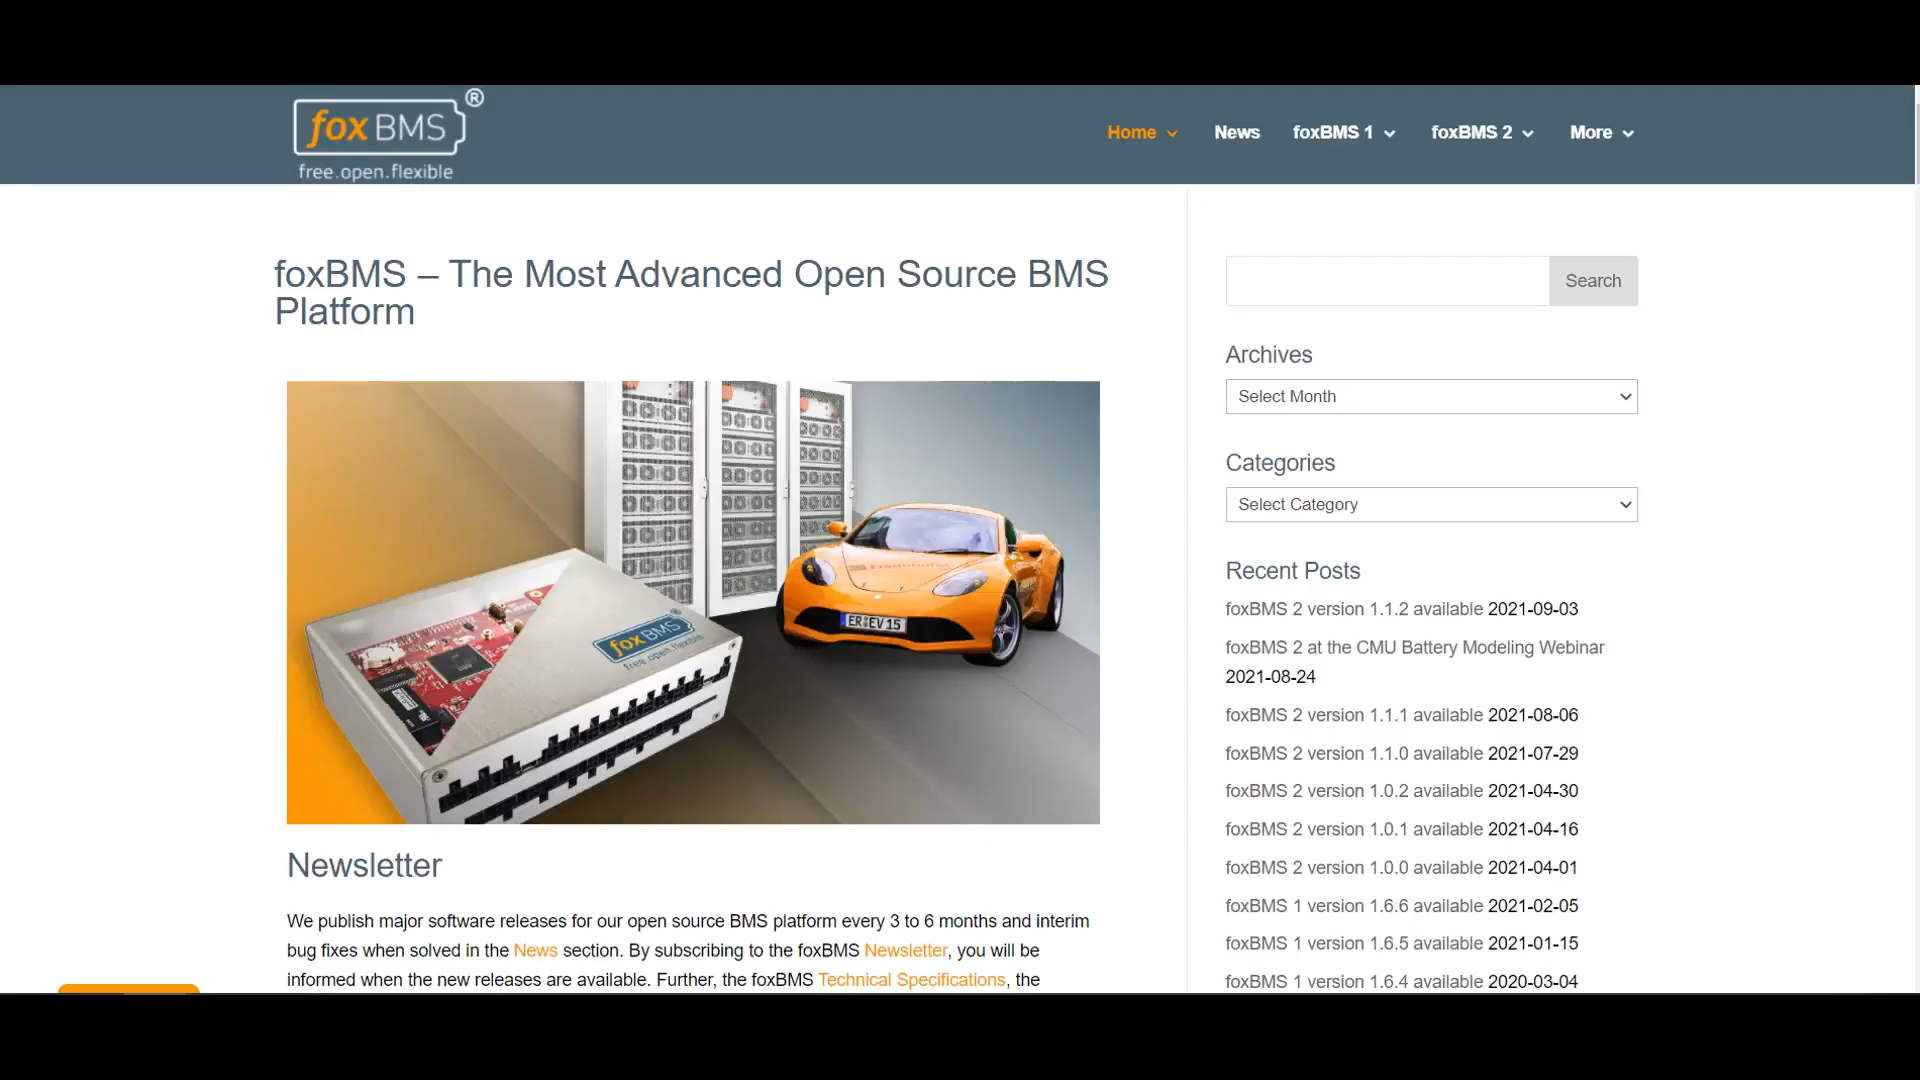 fox BMS ®
free.open.flexible
Home
News
foxBMS 1
foxBMS 2
More
foxBMS – The Most Advanced Open Source BMS
Platform
fox BMS ®
free.open.flexible
Fraunhofer
ER EV 15
Newsletter
We publish major software releases for our open source BMS platform every 3 to 6 months and interim
bug fixes when solved in the News section. By subscribing to the foxBMS Newsletter, you will be
informed when the new releases are available. Further, the foxBMS Technical Specifications, the
Search
Archives
Select Month
Categories
Select Category
Recent Posts
foxBMS 2 version 1.1.2 available 2021-09-03
foxBMS 2 at the CMU Battery Modeling Webinar
2021-08-24
foxBMS 2 version 1.1.1 available 2021-08-06
foxBMS 2 version 1.1.0 available 2021-07-29
foxBMS 2 version 1.0.2 available 2021-04-30
foxBMS 2 version 1.0.1 available 2021-04-16
foxBMS 2 version 1.0.0 available 2021-04-01
foxBMS 1 version 1.6.6 available 2021-02-05
foxBMS 1 version 1.6.5 available 2021-01-15
foxBMS 1 version 1.6.4 available 2020-03-04